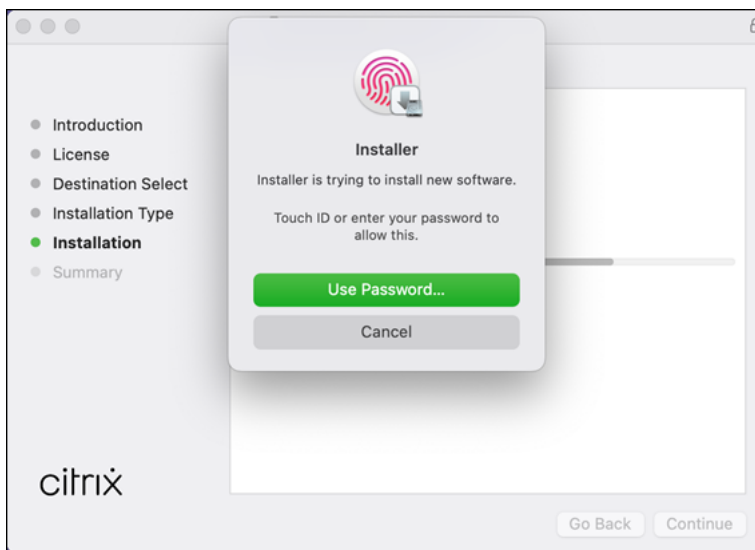 Introduction
License
Destination Select
Installation Type
Installation
Summary
citrix
Installer
Installer is trying to install new software.
Touch ID or enter your password to
allow this.
Use Password...
Cancel
Go Back
Continue